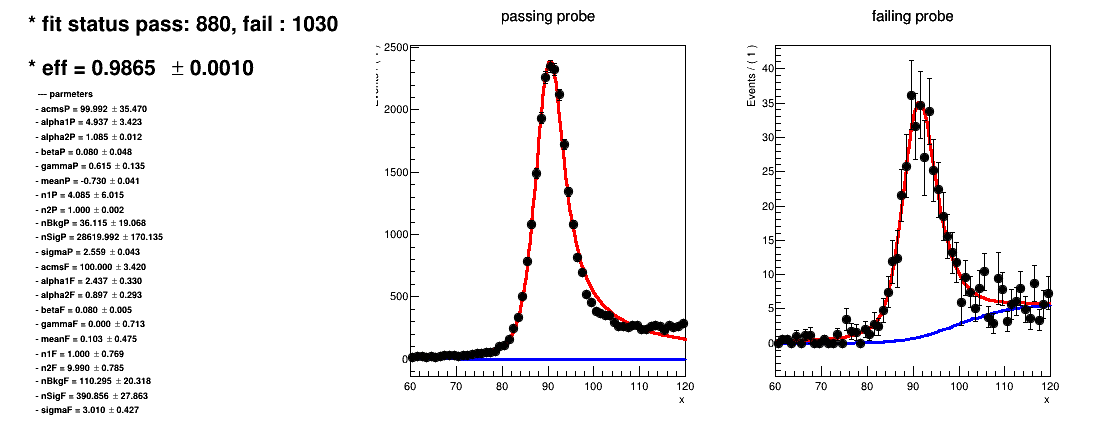 * fit status pass: 880, fail : 1030
* eff = 0.9865 ± 0.0010
--- parmeters
- acmsP = 99.992 ± 35.470
- alpha1P = 4.937 ± 3.423
- alpha2P = 1.085 ± 0.012
- betaP = 0.080 ± 0.048
- gammaP = 0.615 ± 0.135
- meanP = -0.730 ± 0.041
- n1P = 4.085 ± 6.015
- n2P = 1.000 ± 0.002
- nBkgP = 36.115 ± 19.068
- nSigP = 28619.992 ± 170.135
- sigmaP = 2.559 ± 0.043
- acmsF = 100.000 ± 3.420
- alpha1F = 2.437 ± 0.330
- alpha2F = 0.897 ± 0.293
- betaF = 0.080 ± 0.005
- gammaF = 0.000 ± 0.713
- meanF = 0.103 ± 0.475
- n1F = 1.000 ± 0.769
- n2F = 9.990 ± 0.785
- nBkgF = 110.295 ± 20.318
- nSigF = 390.856 ± 27.863
- sigmaF = 3.010 ± 0.427
passing probe
2500
2000
1500
1000
500
0
60 70 80 90 100 110 120
x
failing probe
Events / ( 1 )
40
35
30
25
20
15
10
5
0
60 70 80 90 100 110 120
x